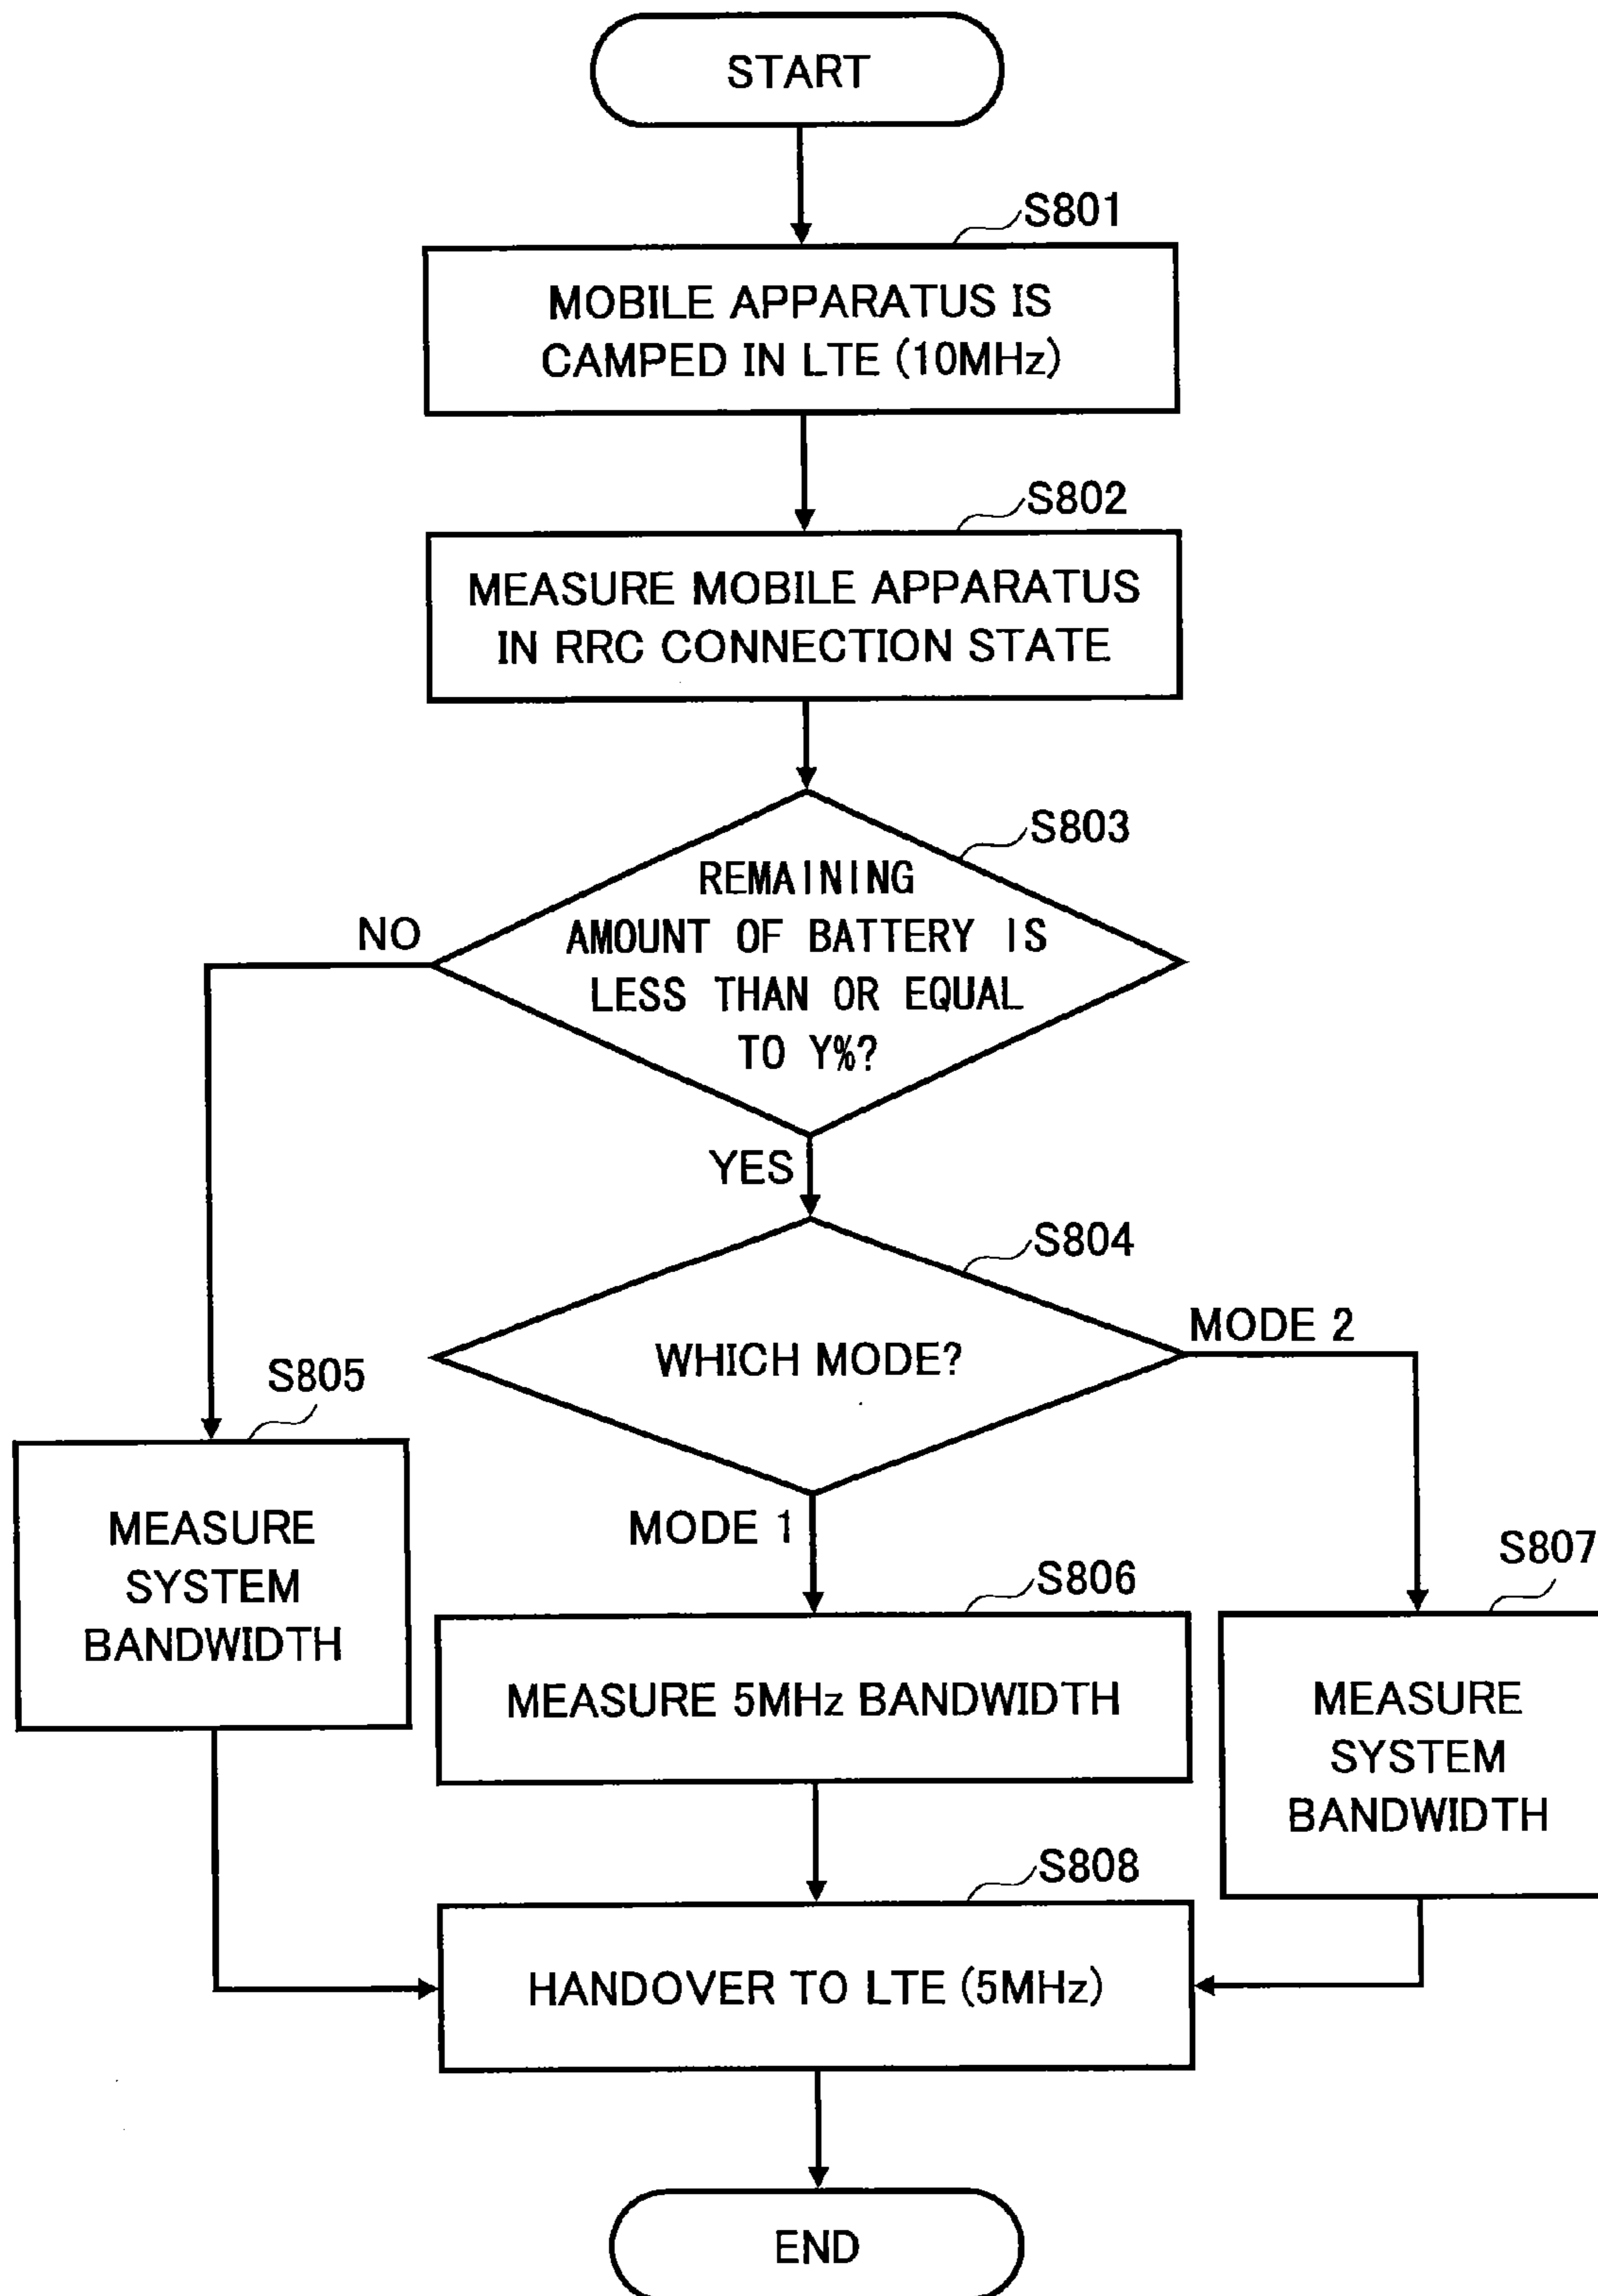 START
S801
MOBILE APPARATUS IS
CAMPED IN LTE (10MHz)
S802
MEASURE MOBILE APPARATUS
IN RRC CONNECTION STATE
S803
REMAINING
AMOUNT OF BATTERY IS
LESS THAN OR EQUAL
TO Y%?
NO
YES
S804
WHICH MODE?
MODE 2
MODE 1
S805
MEASURE
SYSTEM
BANDWIDTH
S806
MEASURE 5MHz BANDWIDTH
S807
MEASURE
SYSTEM
BANDWIDTH
S808
HANDOVER TO LTE (5MHz)
END